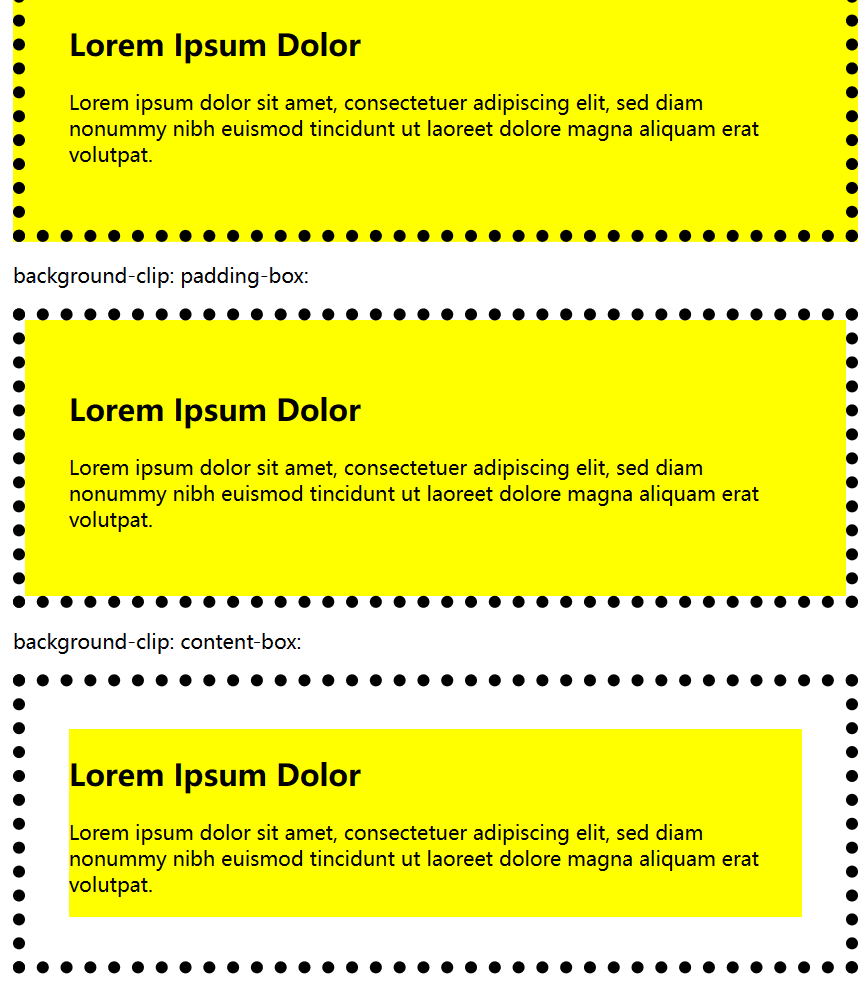 Lorem Ipsum Dolor
Lorem ipsum dolor sit amet, consectetuer adipiscing elit, sed diam
nonummy nibh euismod tincidunt ut laoreet dolore magna aliquam erat
volutpat.
background-clip: padding-box:
Lorem Ipsum Dolor
Lorem ipsum dolor sit amet, consectetuer adipiscing elit, sed diam
nonummy nibh euismod tincidunt ut laoreet dolore magna aliquam erat
volutpat.
background-clip: content-box:
Lorem Ipsum Dolor
Lorem ipsum dolor sit amet, consectetuer adipiscing elit, sed diam
nonummy nibh euismod tincidunt ut laoreet dolore magna aliquam erat
volutpat.